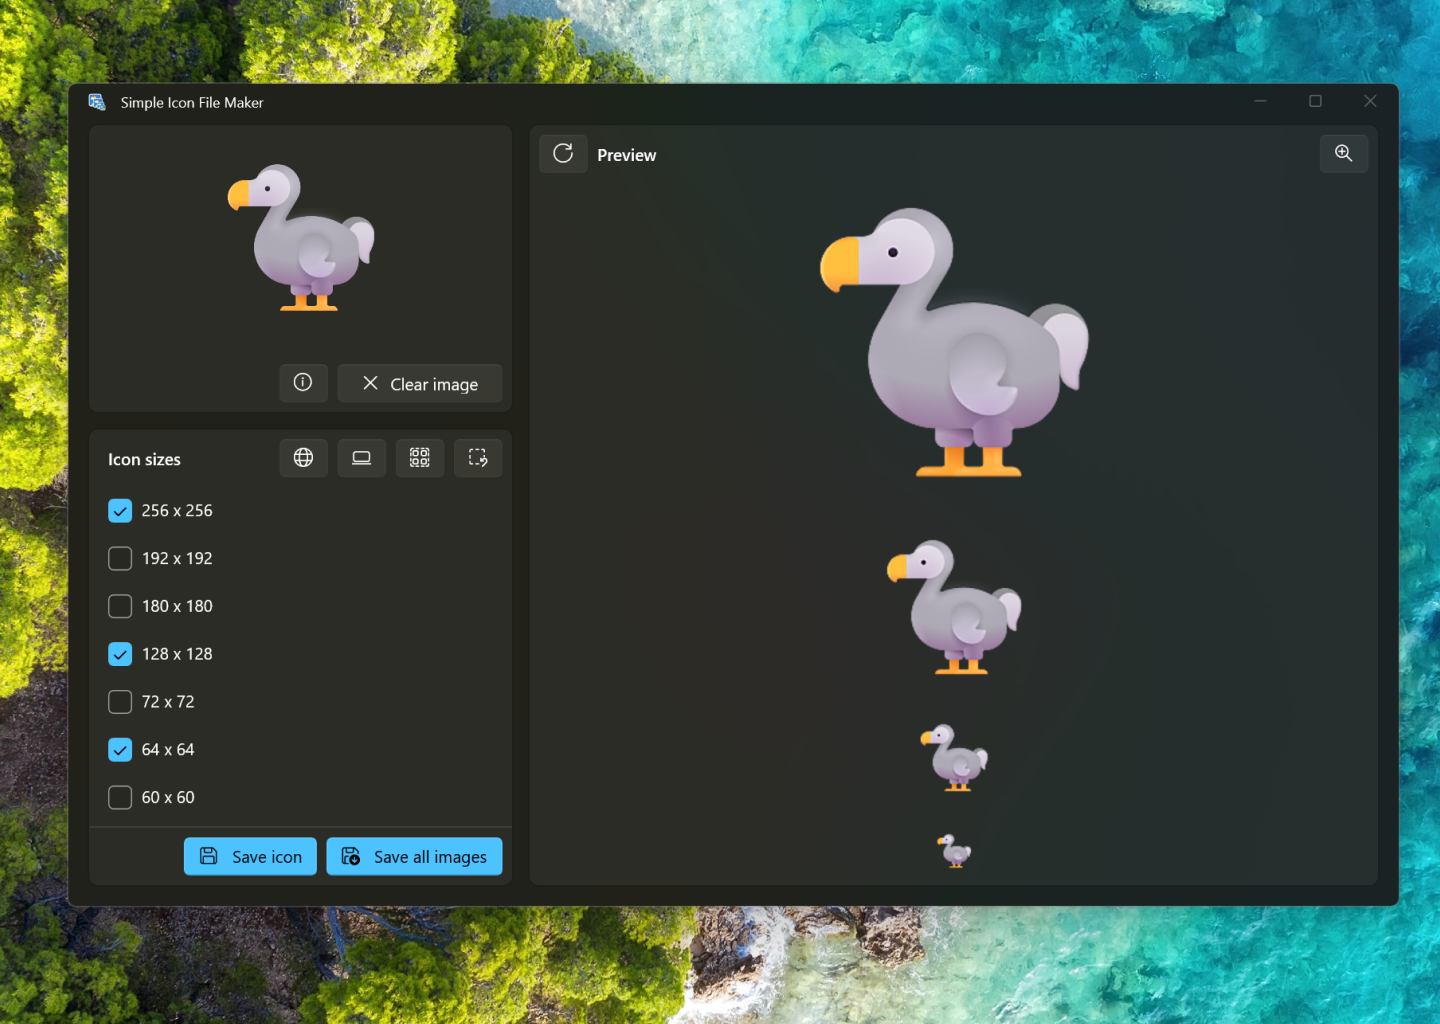 Simple Icon File Maker
Preview
Clear image
Icon sizes
256 x 256
192 x 192
180 x 180
128 x 128
72 x 72
64 x 64
60 x 60
Save icon
Save all images